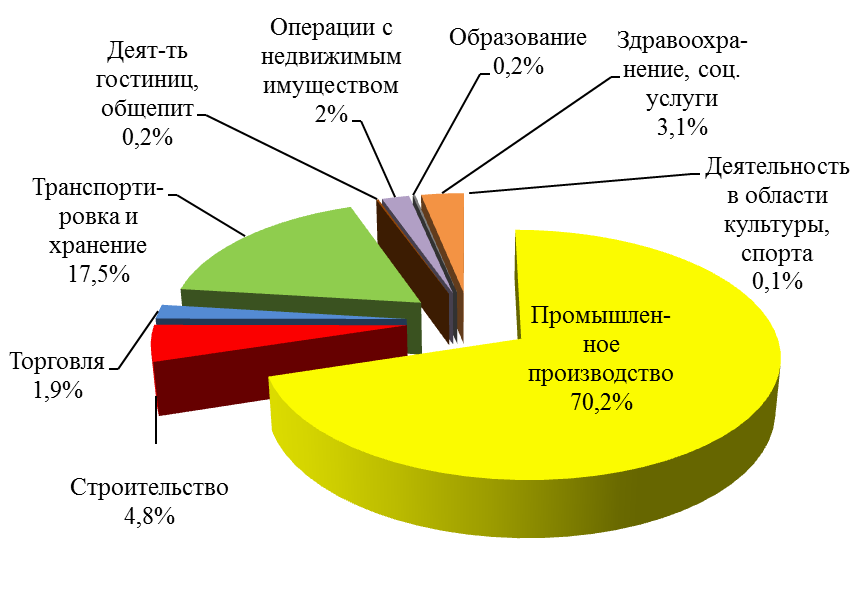 Деят-ть
гостиниц,
общепит
0,2%
Операции с
недвижимым
имуществом
2%
Образование
0,2%
Здравоохра-
нение, соц.
услуги
3,1%
Деятельность
в области
культуры,
спорта
0,1%
Транспорти-
ровка и
хранение
17,5%
Промышлен-
ное
производство
70,2%
Торговля
1,9%
Строительство
4,8%